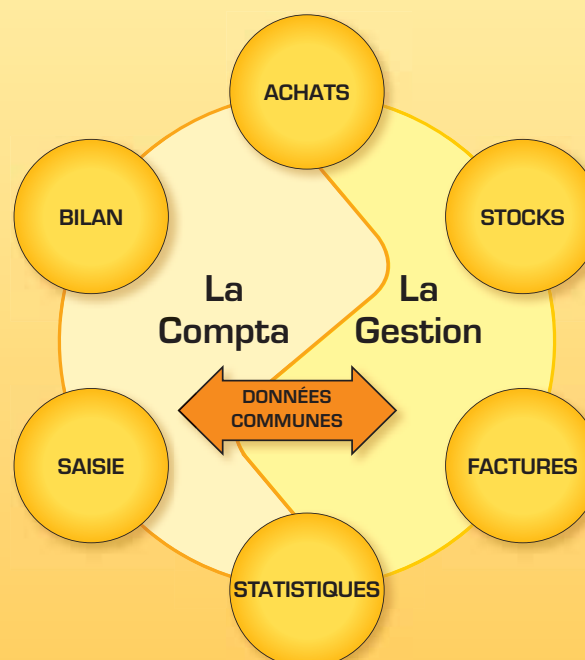 ACHATS
BILAN
STOCKS
La
Compta
La
Gestion
DONNÉES
COMMUNES
SAISIE
FACTURES
STATISTIQUES